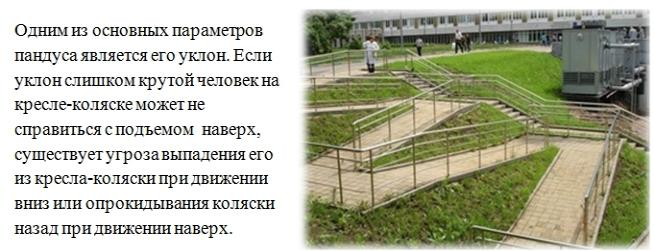 Одним из основных параметров
пандуса является его уклон. Если
уклон слишком крутой человек на
кресле-коляске может не
справиться с подъемом наверх,
существует угроза выпадения его
из кресла-коляски при движении
вниз или опрокидывания коляски
назад при движении наверх.